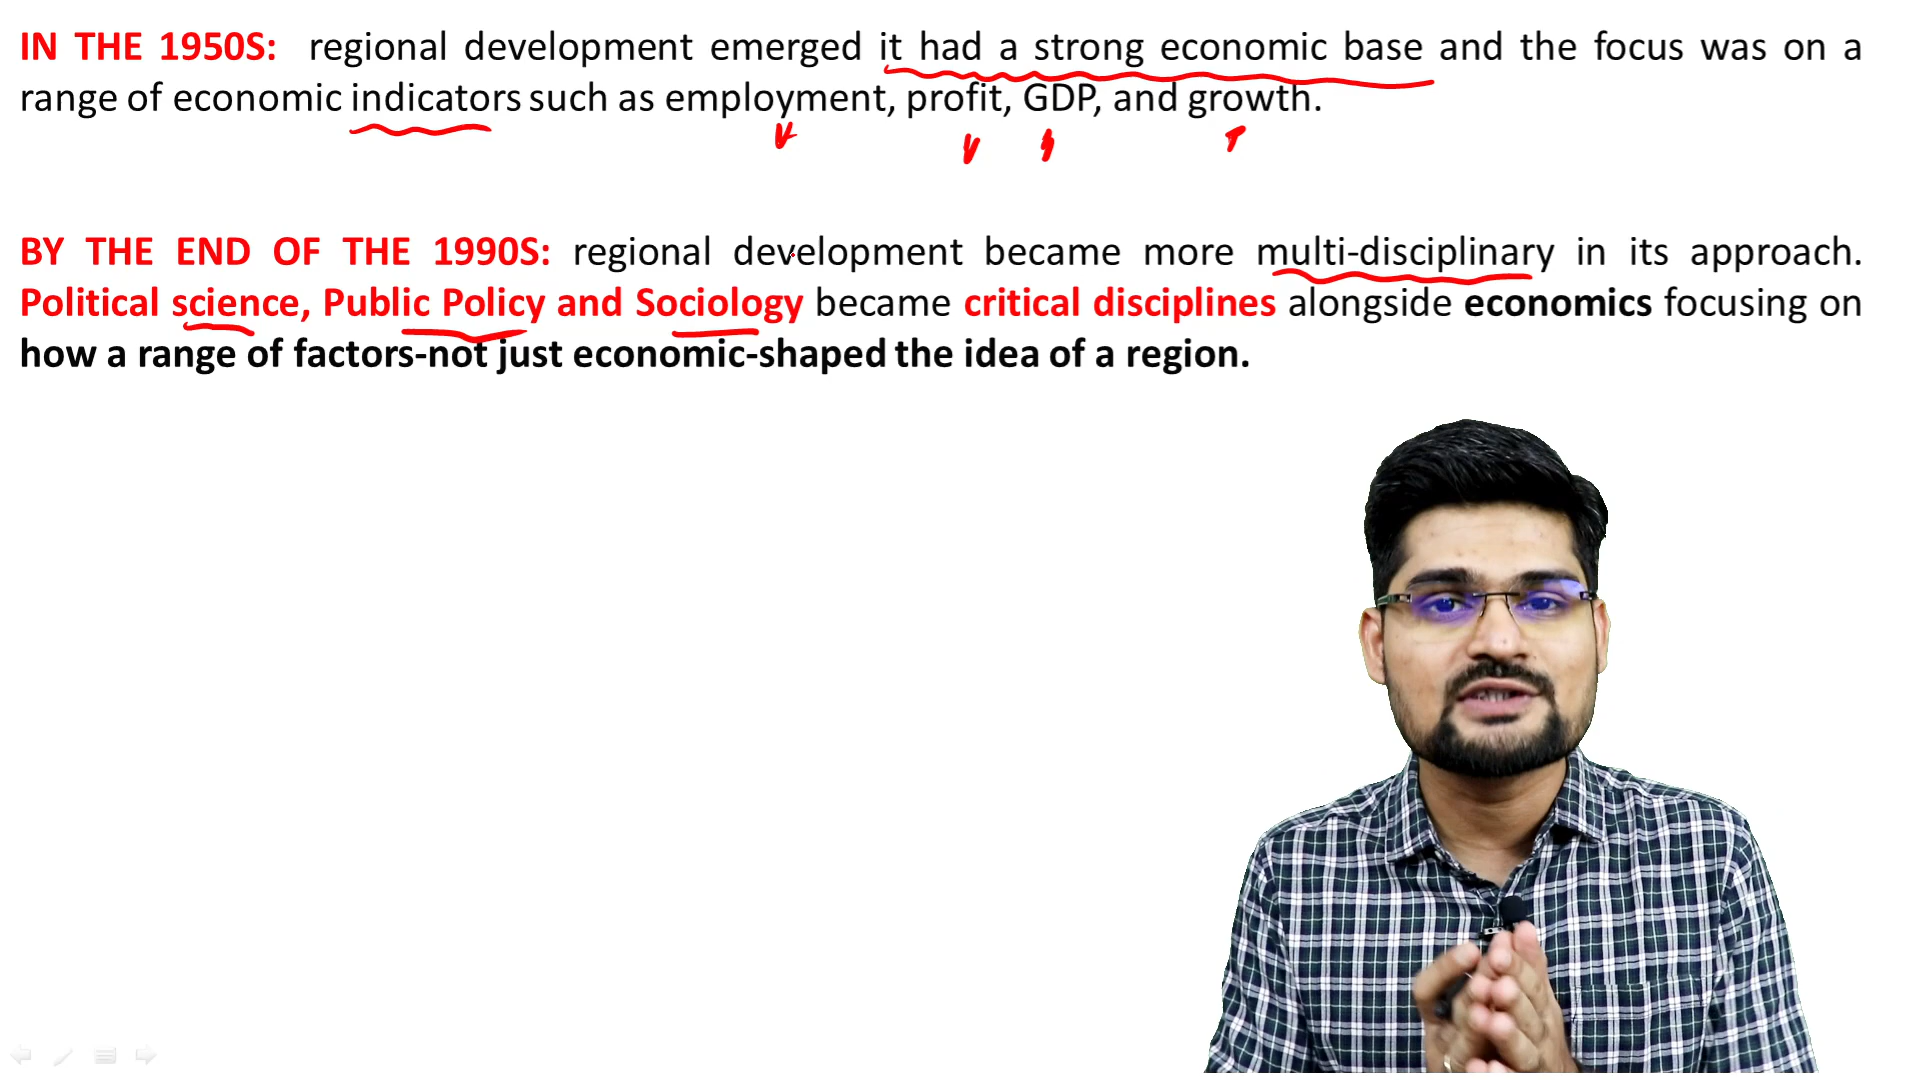 IN THE 1950S: regional development emerged it had a strong economic base and the focus was on a
range of economic indicators such as employment, profit, GDP, and growth.
BY THE END OF THE 1990S: regional development became more multi-disciplinary in its approach.
Political science, Public Policy and Sociology became critical disciplines alongside economics focusing on
how a range of factors-not just economic-shaped the idea of a region.